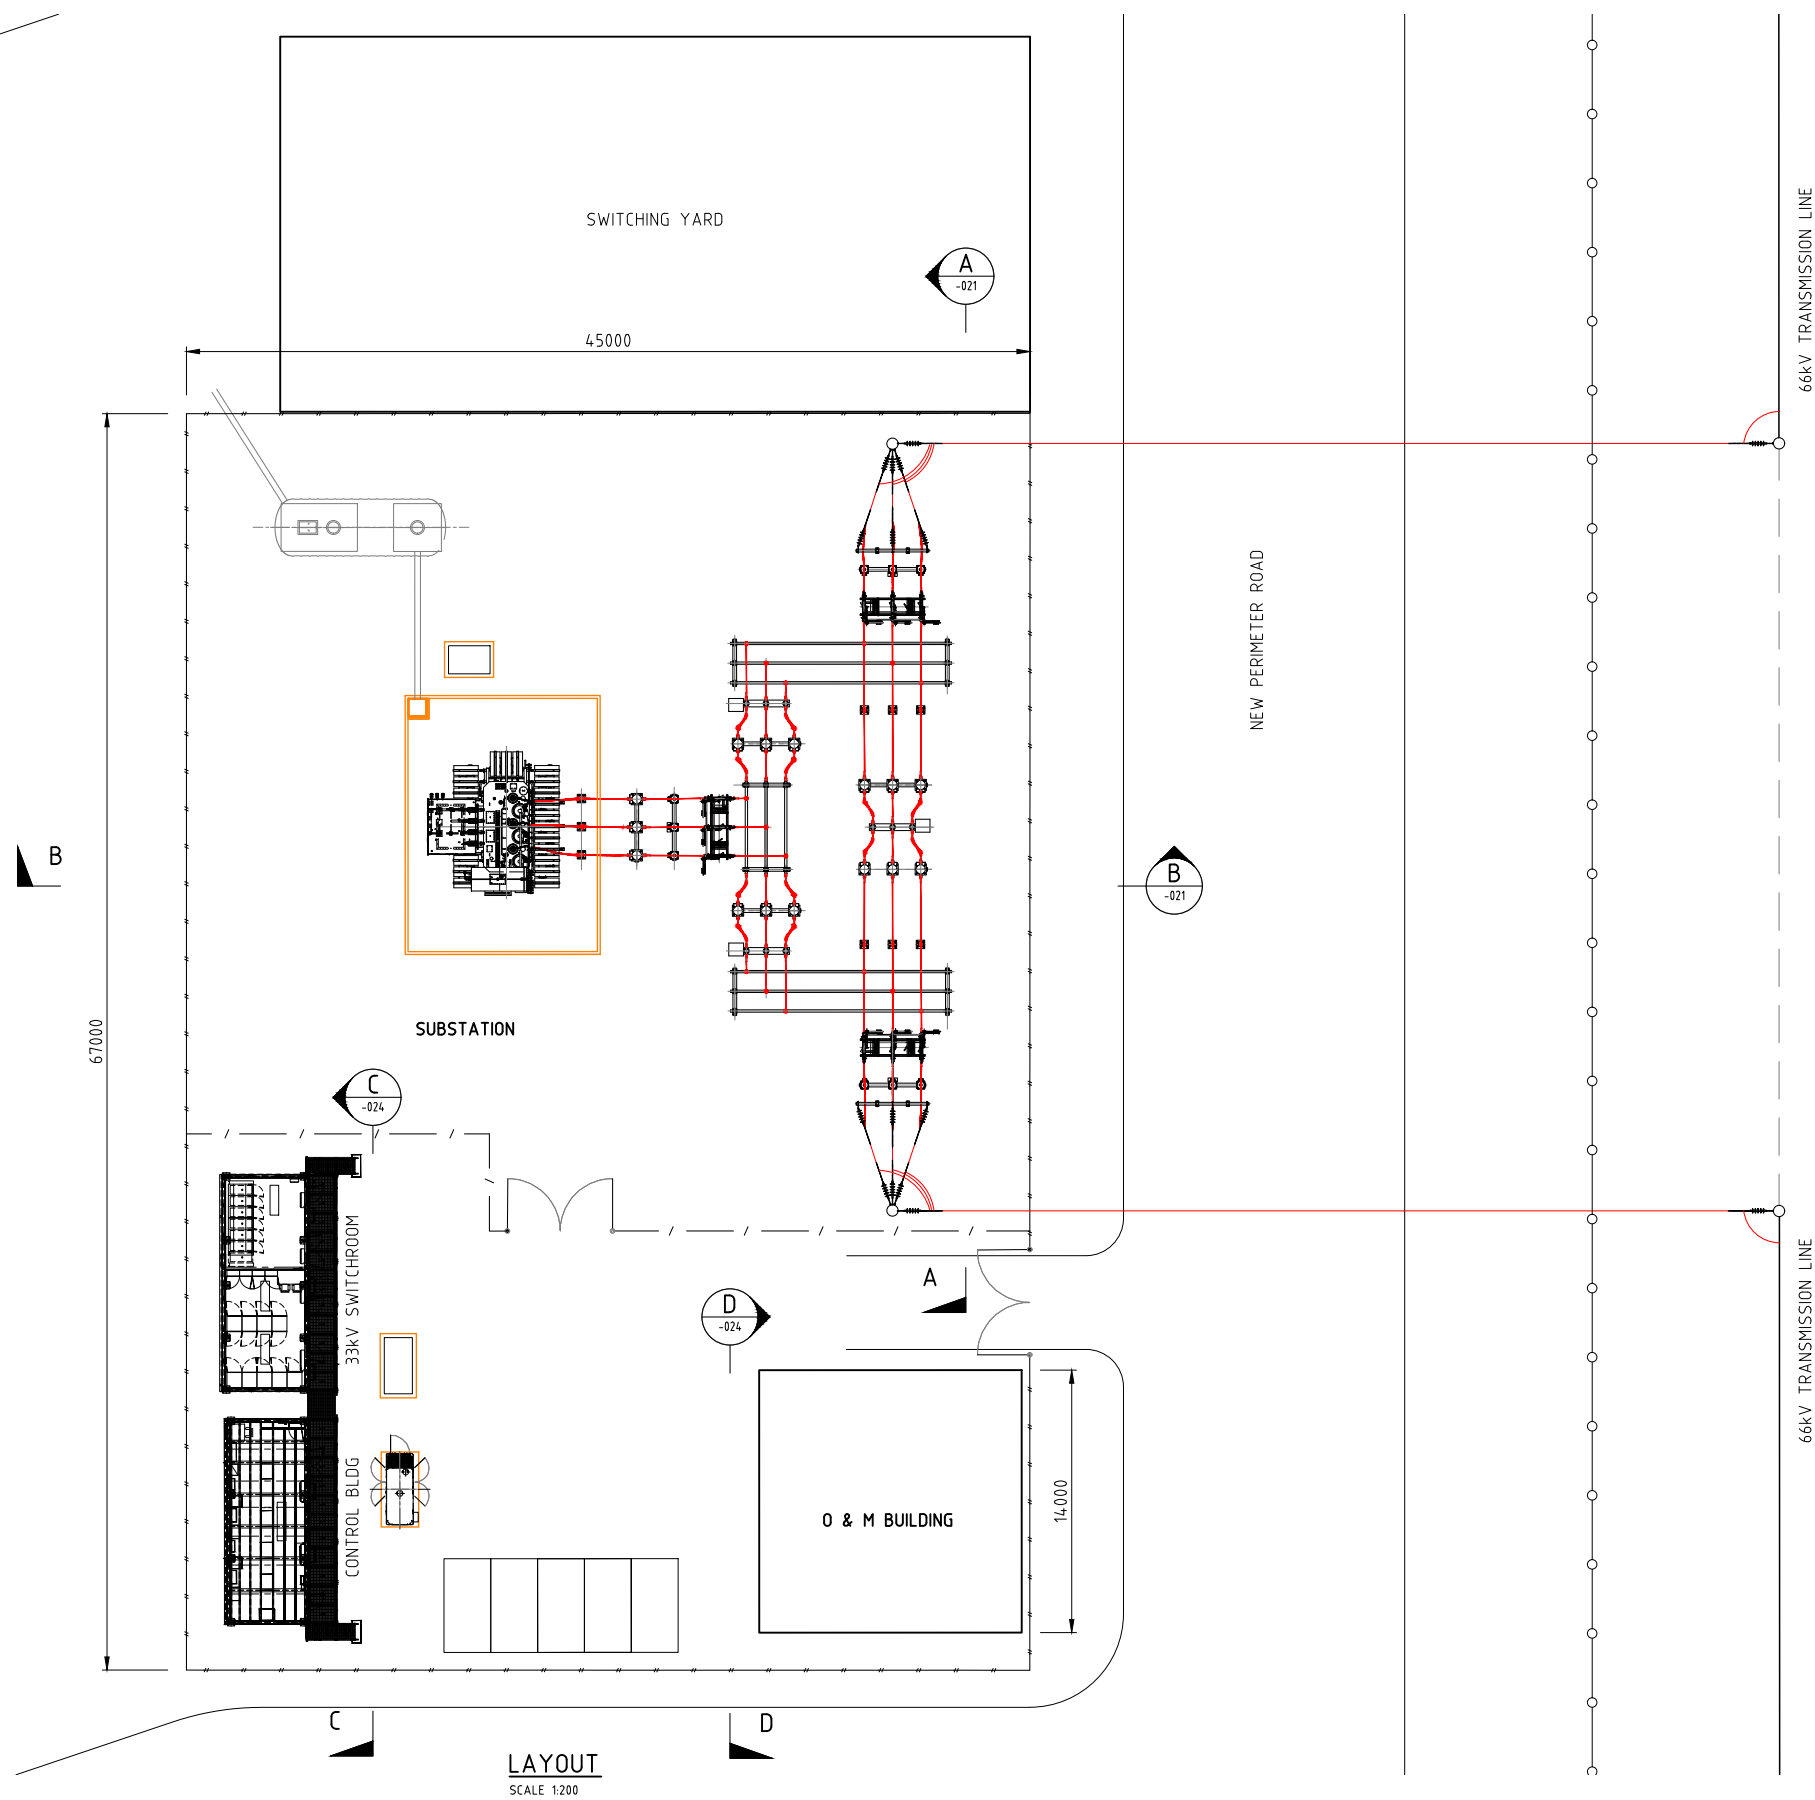 SWITCHING YARD
A
-021
45000
66kV TRANSMISSION LINE
NEW PERIMETER ROAD
B
B
-021
67000
SUBSTATION
C
-024
33kV SWITCHROOM
A
D
-024
66kV TRANSMISSION LINE
CONTROL BLDG
14000
O & M BUILDING
C
D
LAYOUT
SCALE 1:200